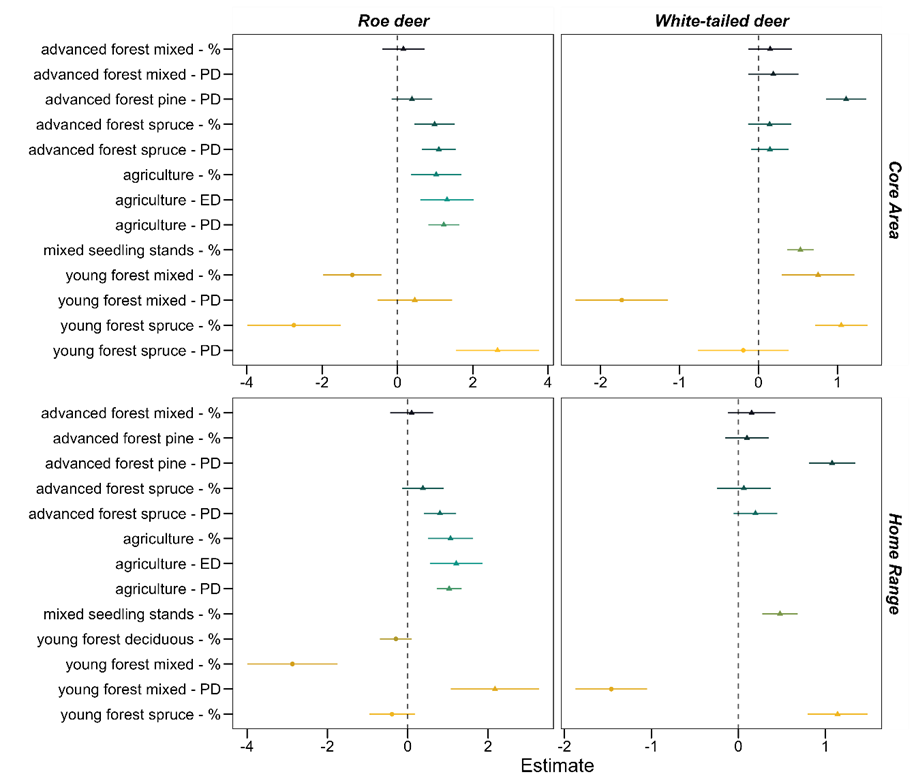 Roe deer
White-tailed deer
advanced forest mixed - %
advanced forest mixed - PD
advanced forest pine - PD
advanced forest spruce - %
advanced forest spruce - PD
agriculture - %
agriculture - ED
agriculture - PD
mixed seedling stands - %
young forest mixed - %
young forest mixed - PD
young forest spruce - %
young forest spruce - PD
Core Area
-4 -2 0 2 4
-2 -1 0 1
advanced forest mixed - %
advanced forest pine - %
advanced forest pine - PD
advanced forest spruce - %
advanced forest spruce - PD
agriculture - %
agriculture - ED
agriculture - PD
mixed seedling stands - %
young forest deciduous - %
young forest mixed - %
young forest mixed - PD
young forest spruce - %
Home Range
-4 -2 0 2
-2 -1 0 1
Estimate